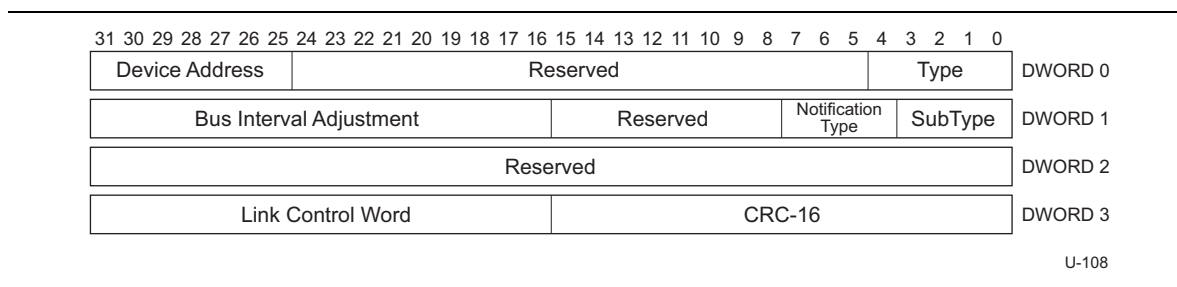 31 30 29 28 27 26 25 24 23 22 21 20 19 18 17 16 15 14 13 12 11 10 9 8 7 6 5 4 3 2 1 0
Device Address Reserved Type DWORD 0
Bus Interval Adjustment Reserved Notification Type SubType DWORD 1
Reserved DWORD 2
Link Control Word CRC-16 DWORD 3
U-108